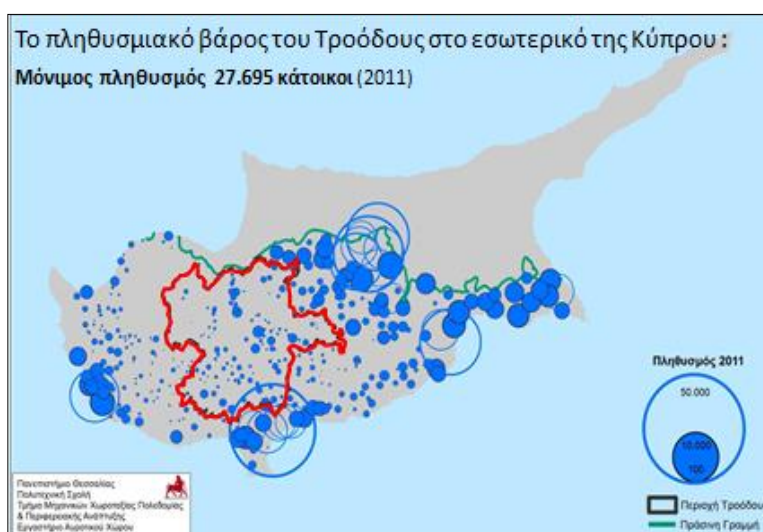 Το πληθυσμιακό βάρος του Τροόδους στο εσωτερικό της Κύπρου :
Μόνιμος πληθυσμός 27.695 κάτοικοι (2011)
Πληθυσμός 2011
50.000
10.000
100
Περιοχή Τροόδου
Πράσινη Γραμμή
Πανεπιστήμιο Θεσσαλίας
Πολυτεχνική Σχολή
Τμήμα Μηχανικών Χωροταξίας Πολεοδομίας
& Περιφερειακής Ανάπτυξης
Εργαστήριο Αγροτικού Χώρου